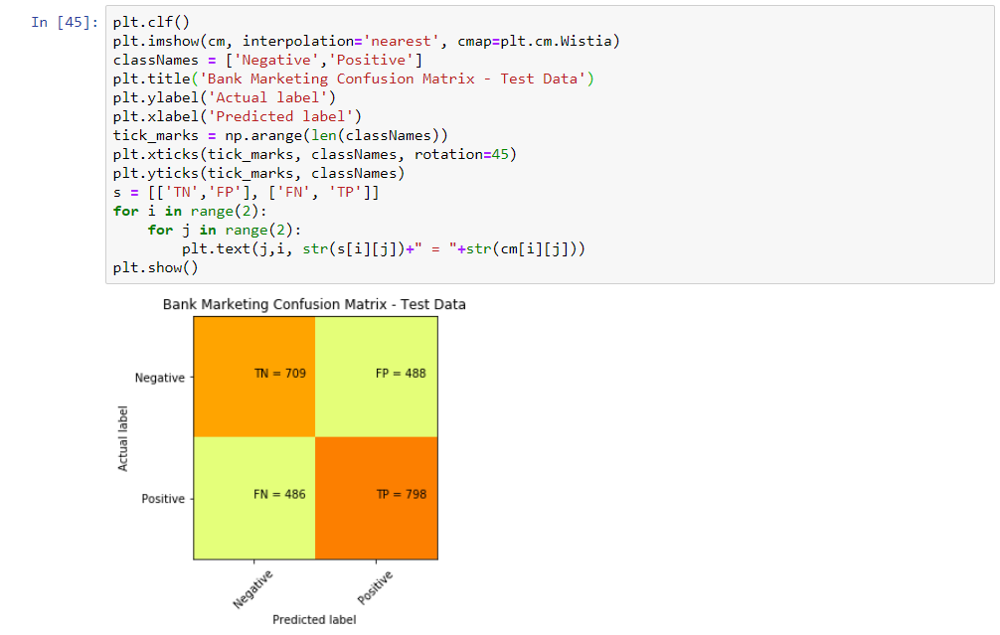 In [45]: plt.clf()
plt.imshow(cm, interpolation='nearest', cmap=plt.cm.Wistia)
classNames = ['Negative','Positive']
plt.title('Bank Marketing Confusion Matrix - Test Data')
plt.ylabel('Actual label')
plt.xlabel('Predicted label')
tick_marks = np.arange(len(classNames))
plt.xticks(tick_marks, classNames, rotation=45)
plt.yticks(tick_marks, classNames)
s = [['TN','FP'], ['FN', 'TP']]
for i in range(2):
    for j in range(2):
        plt.text(j,i, str(s[i][j])+" = "+str(cm[i][j]))
plt.show()
Bank Marketing Confusion Matrix - Test Data
Negative TN = 709 FP = 488
Actual label
Positive FN = 486 TP = 798
Negative Positive
Predicted label